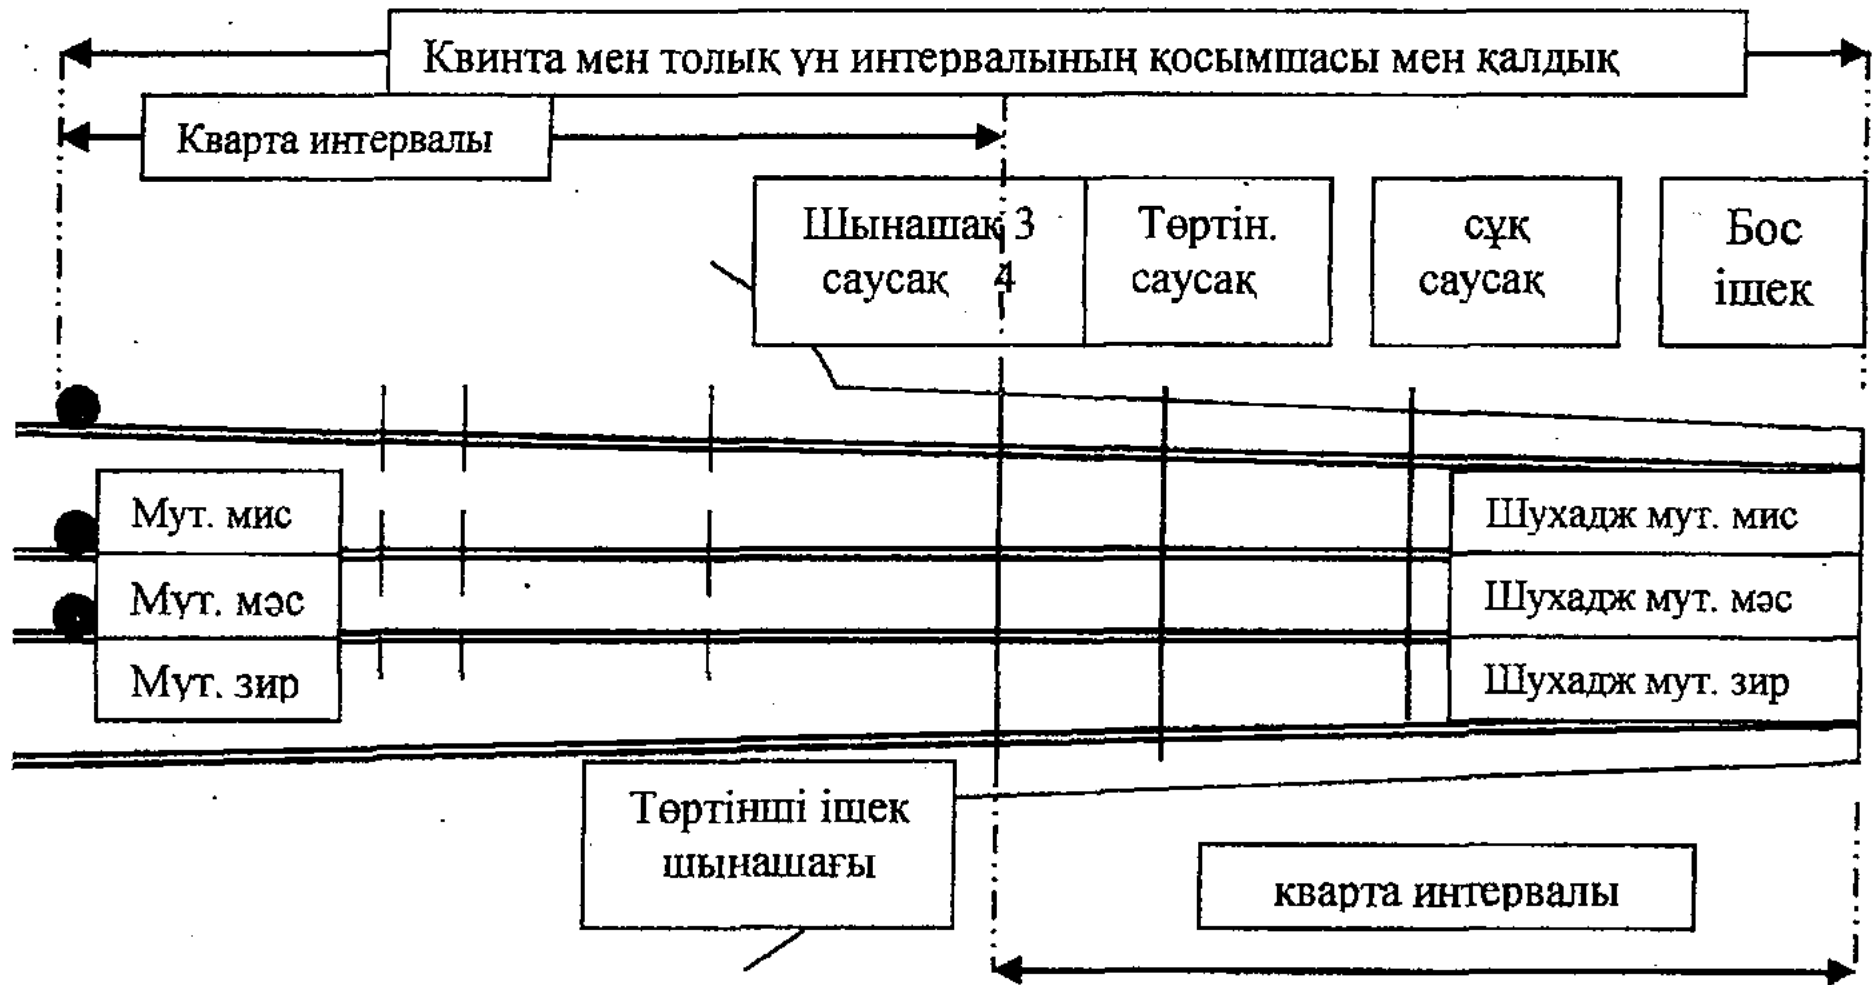 Квинта мен толық үн интервалының қосымшасы мен қалдық
Кварта интервалы
Шынашақ 3
саусақ 4
Төртін.
саусақ
сұқ
саусақ
Бос
ішек
Мут. мис
Мут. мәс
Мут. зир
Шухадж мут. мис
Шухадж мут. мәс
Шухадж мут. зир
Төртінші ішек
шынашағы
кварта интервалы